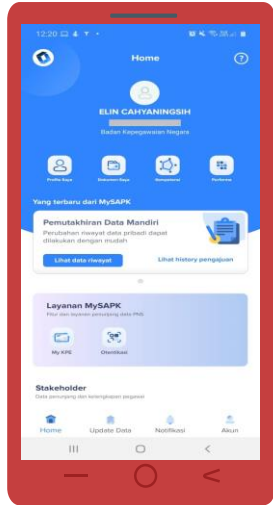 12:20
Home
ELIN CAHYANINGSIH
Badan Kepegawaian Negara
Profile Saya
Dokumen Saya
Kompetensi
Performa
Yang terbaru dari MySAPK
Pemutakhiran Data Mandiri
Perubahan riwayat data pribadi dapat
dilakukan dengan mudah
Lihat data riwayat
Lihat history pengajuan
Layanan MySAPK
Fitur dan layanan penunjang data PNS
My KPE
Otentikasi
Stakeholder
Data penunjang dan kelengkapan pegawai
Home
Update Data
Notifikasi
Akun